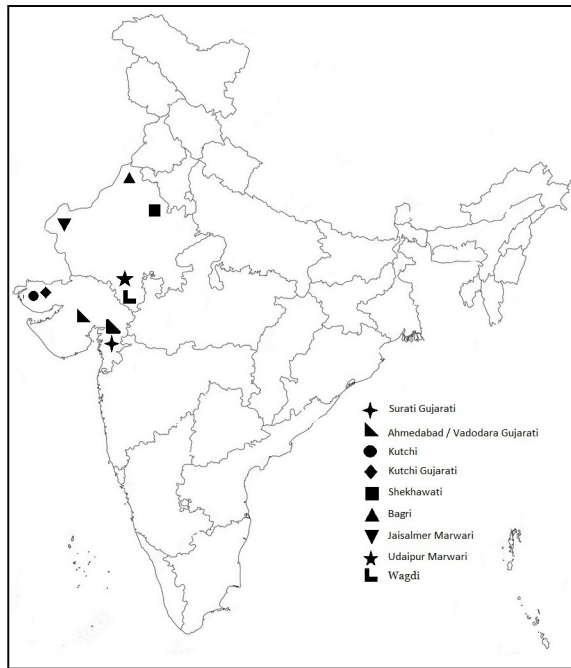 Surati Gujarati
Ahmedabad / Vadodara Gujarati
Kutchi
Kutchi Gujarati
Shekhawati
Bagri
Jaisalmer Marwari
Udaipur Marwari
Wagdi